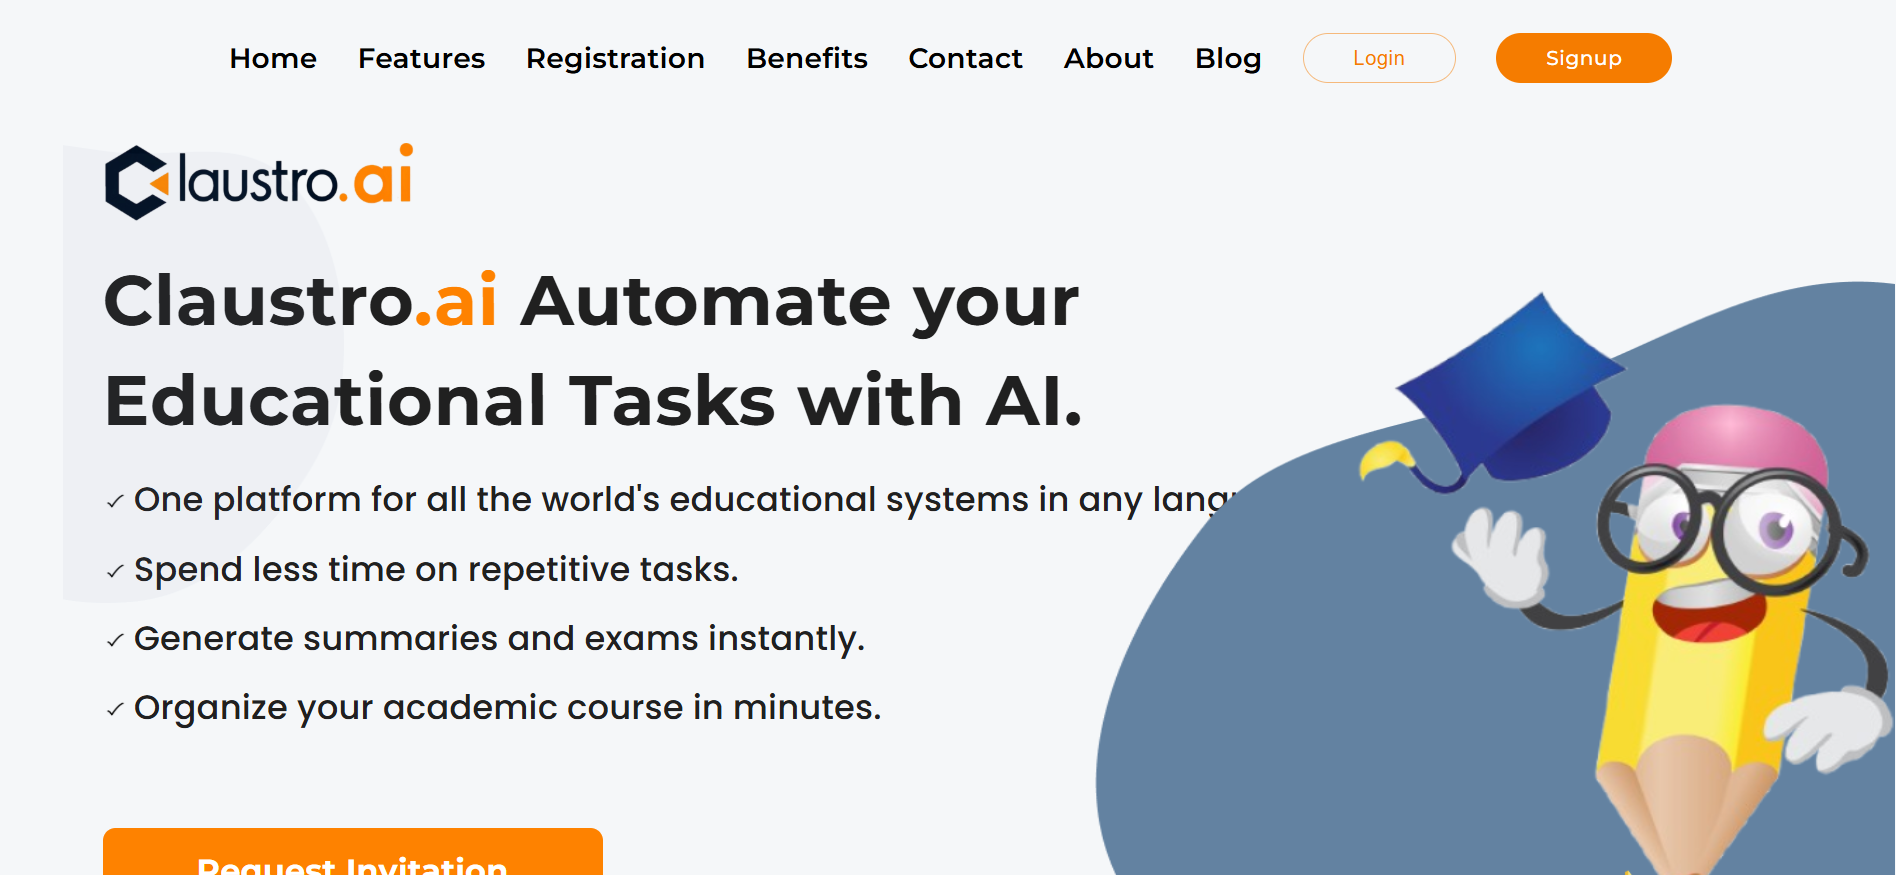 Home Features Registration Benefits Contact About Blog Login Signup
Claustro.ai
Claustro.ai Automate your
Educational Tasks with AI.
✓ One platform for all the world's educational systems in any
✓ Spend less time on repetitive tasks.
✓ Generate summaries and exams instantly.
✓ Organize your academic course in minutes.
Request Invitation